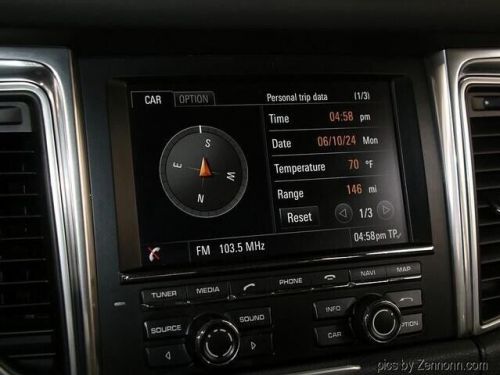 CAR OPTION Personal trip data (1/3)
Time 04:58 pm
Date 06/10/24 Mon
Temperature 70 °F
Range 146 mi
Reset 1/3
S
E W
N
FM 103.5 MHz 04:58pm TP
TUNER MEDIA PHONE NAVI MAP
SOURCE SOUND INFO
CAR OPTION
pics by Zennonn.com